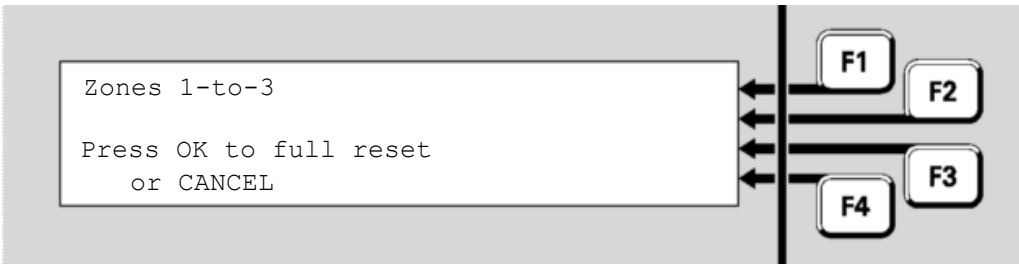 Zones 1-to-3
Press OK to full reset
or CANCEL
F1
F2
F3
F4